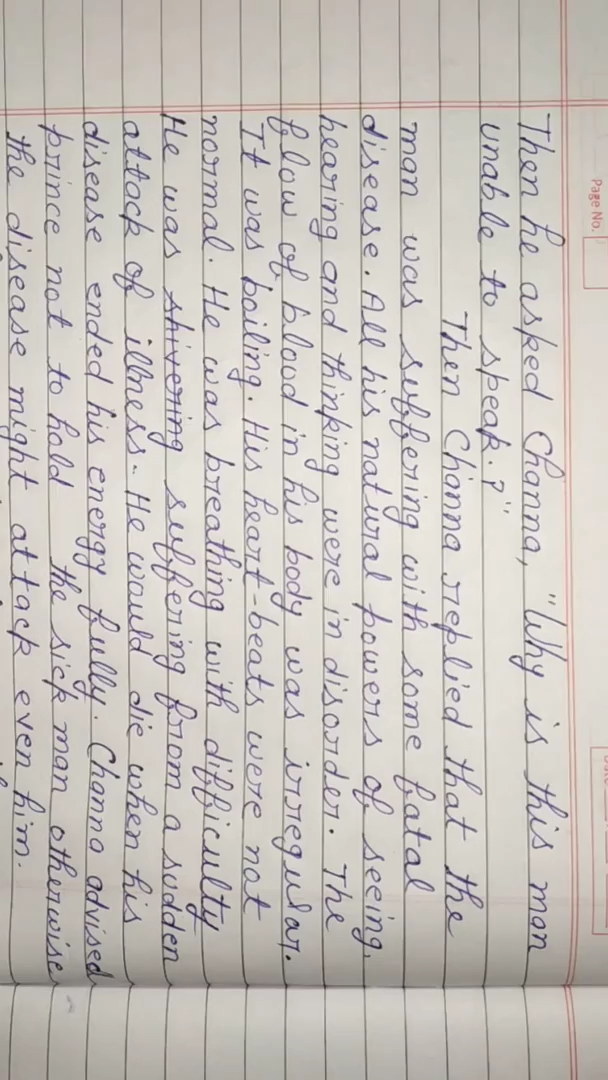 Page No.
Then he asked Channa, "Why is this man
unable to speak.?"
Then Channa replied that the
man was suffering with some fatal
disease. All his natural powers of seeing,
hearing and thinking were in disorder. The
flow of blood in his body was irregular.
It was boiling. His heart-beats were not
normal. He was breathing with difficulty
He was shivering suffering from a sudden
attack of illness. He would die when his
disease ended his energy fully. Channa advised
prince not to hold the sick man otherwise
the disease might attack even him.